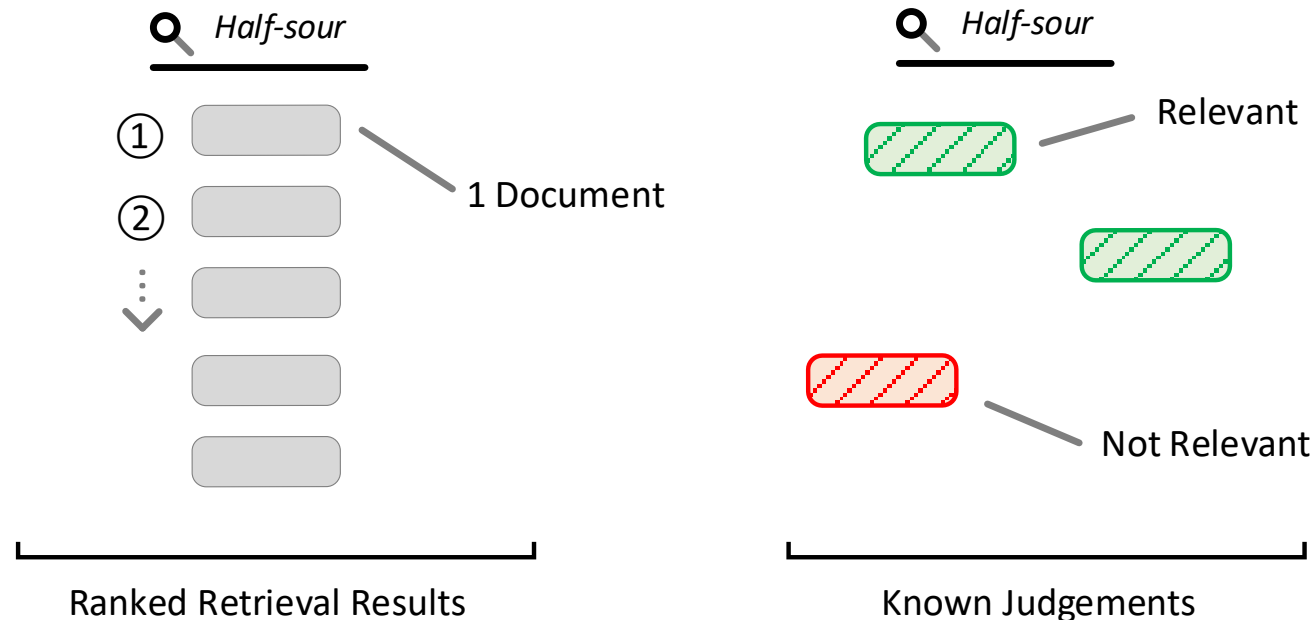 Half-sour
1
2
1 Document
Ranked Retrieval Results
Half-sour
Relevant
Not Relevant
Known Judgements